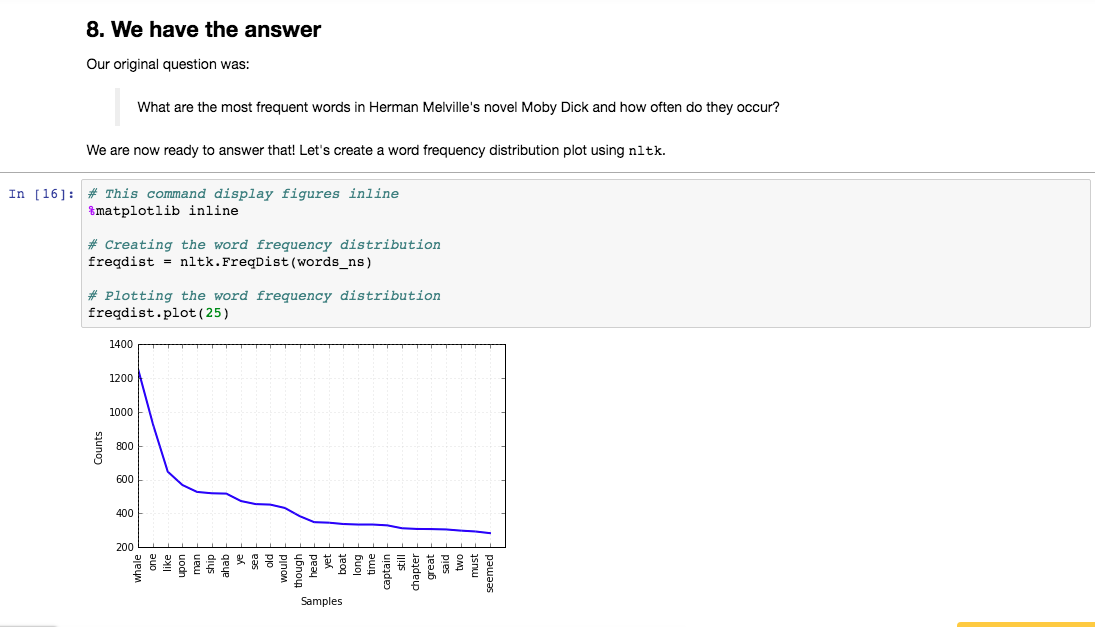 8. We have the answer
Our original question was:
What are the most frequent words in Herman Melville's novel Moby Dick and how often do they occur?
We are now ready to answer that! Let's create a word frequency distribution plot using nltk.
In [16]:
# This command display figures inline
%matplotlib inline
# Creating the word frequency distribution
freqdist = nltk.FreqDist(words_ns)
# Plotting the word frequency distribution
freqdist.plot(25)
1400
1200
1000
800
600
400
200
Counts
whale
one
like
upon
man
ship
ahab
ye
sea
old
would
though
head
yet
boat
long
time
captain
still
chapter
great
said
two
must
seemed
Samples